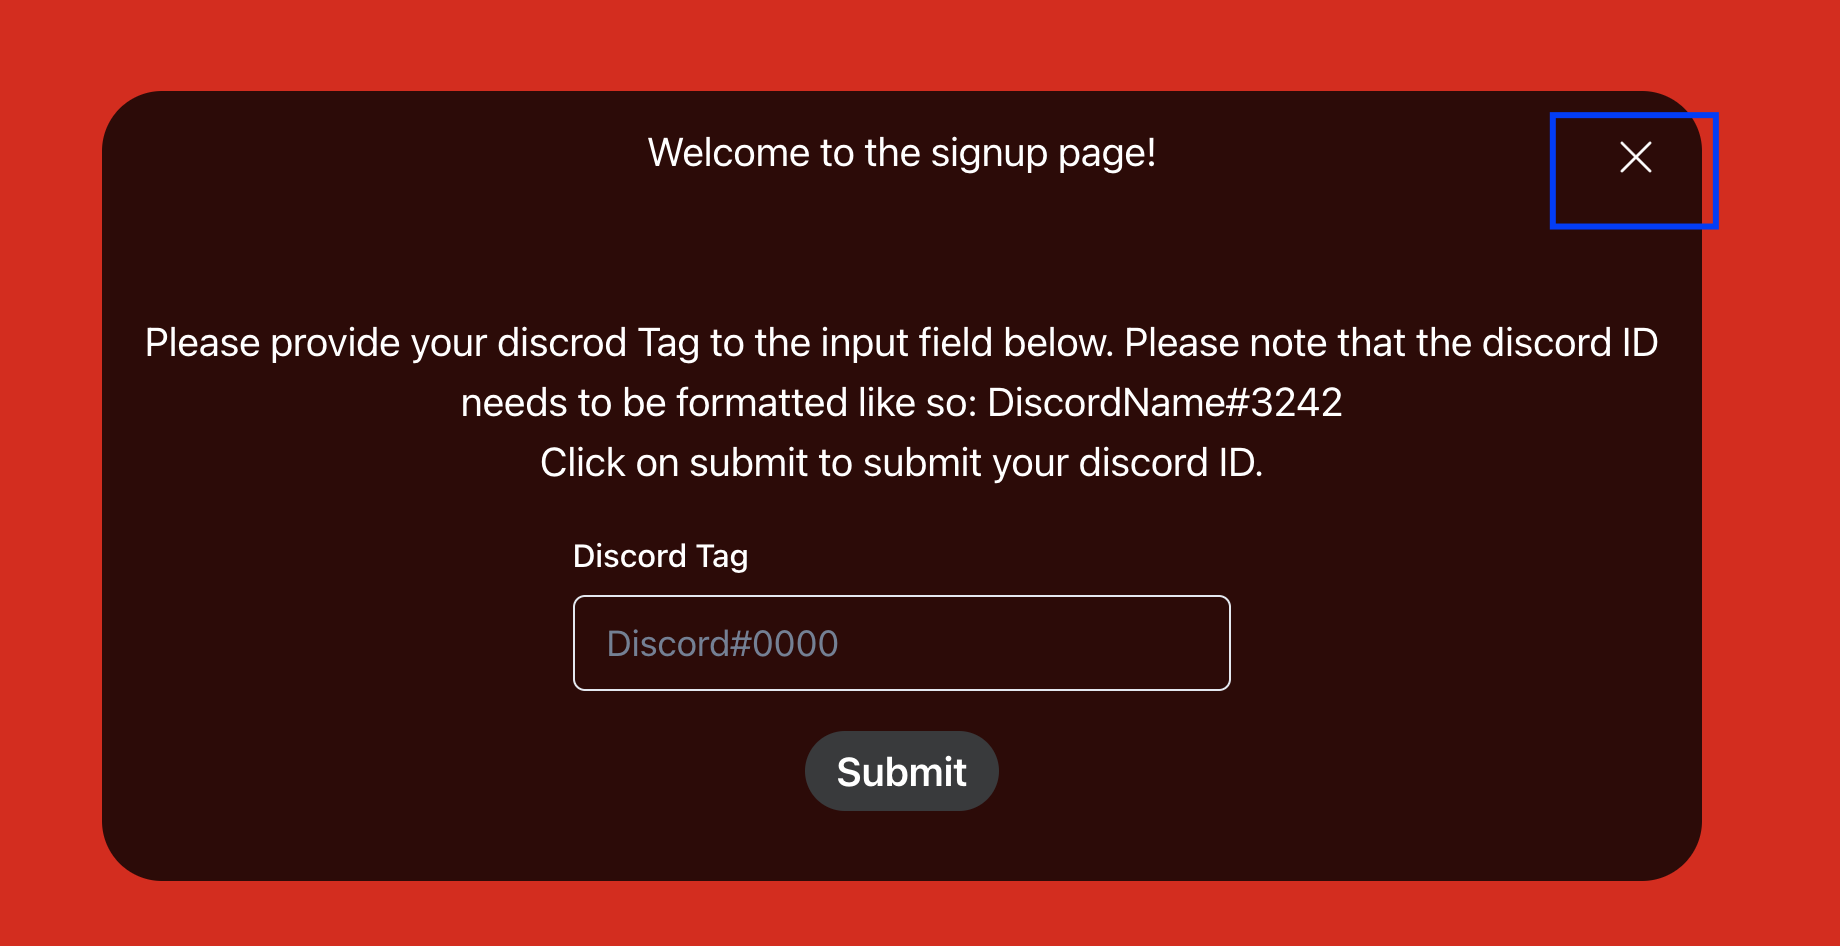 Welcome to the signup page!
Please provide your discrod Tag to the input field below. Please note that the discord ID
needs to be formatted like so: DiscordName#3242
Click on submit to submit your discord ID.
Discord Tag
Discord#0000
Submit